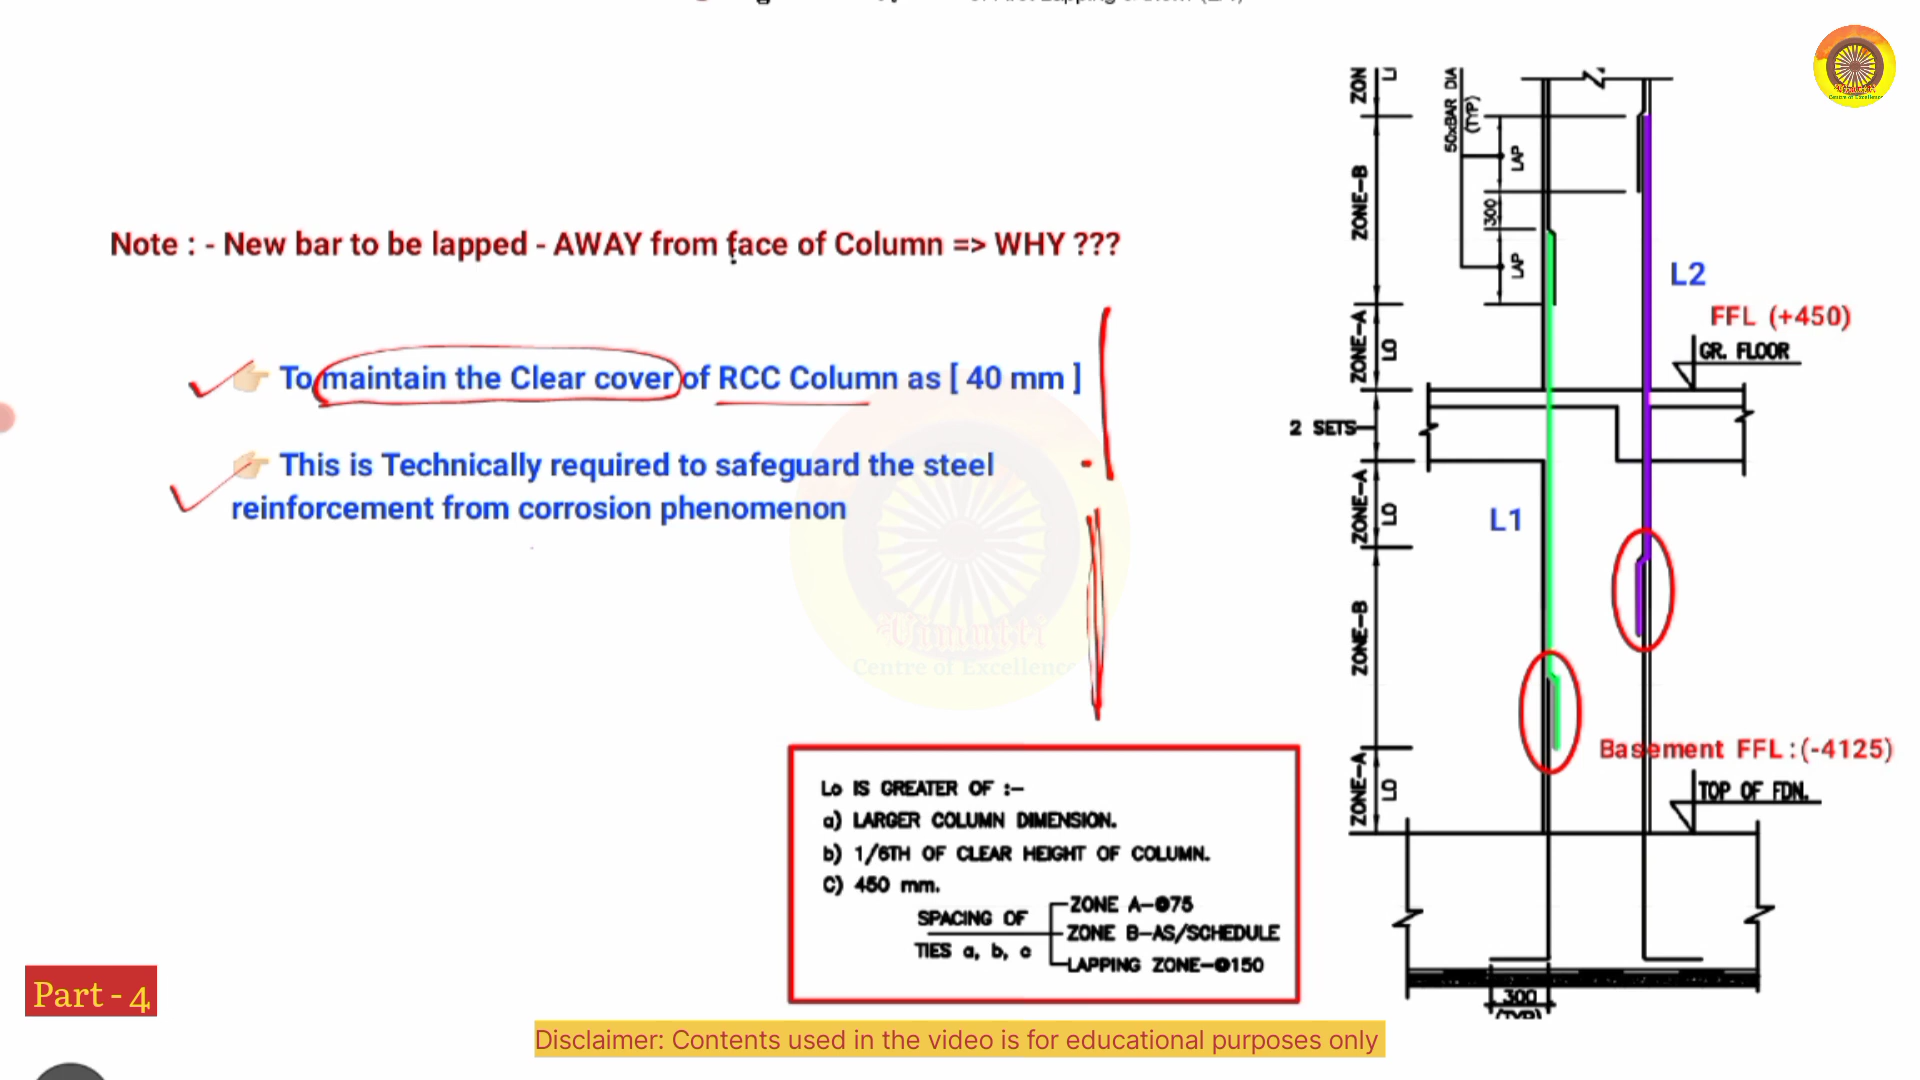 Note : - New bar to be lapped - AWAY from face of Column => WHY ???
To maintain the Clear cover of RCC Column as [ 40 mm ]
This is Technically required to safeguard the steel
reinforcement from corrosion phenomenon
Vimukti
Centre of Excellence
Lo IS GREATER OF :-
a) LARGER COLUMN DIMENSION.
b) 1/6TH OF CLEAR HEIGHT OF COLUMN.
C) 450 mm.
SPACING OF
TIES a, b, c
ZONE A-@75
ZONE B-AS/SCHEDULE
LAPPING ZONE-@150
ZON
50xBAR DIA
(TYP)
LAP
300
LAP
ZONE-B
ZONE-A
LO
2 SETS
ZONE-A
LO
ZONE-B
ZONE-A
LO
L2
FFL (+450)
GR. FLOOR
L1
Basement FFL : (-4125)
TOP OF FDN.
300
(TYP)
Part - 4
Disclaimer: Contents used in the video is for educational purposes only